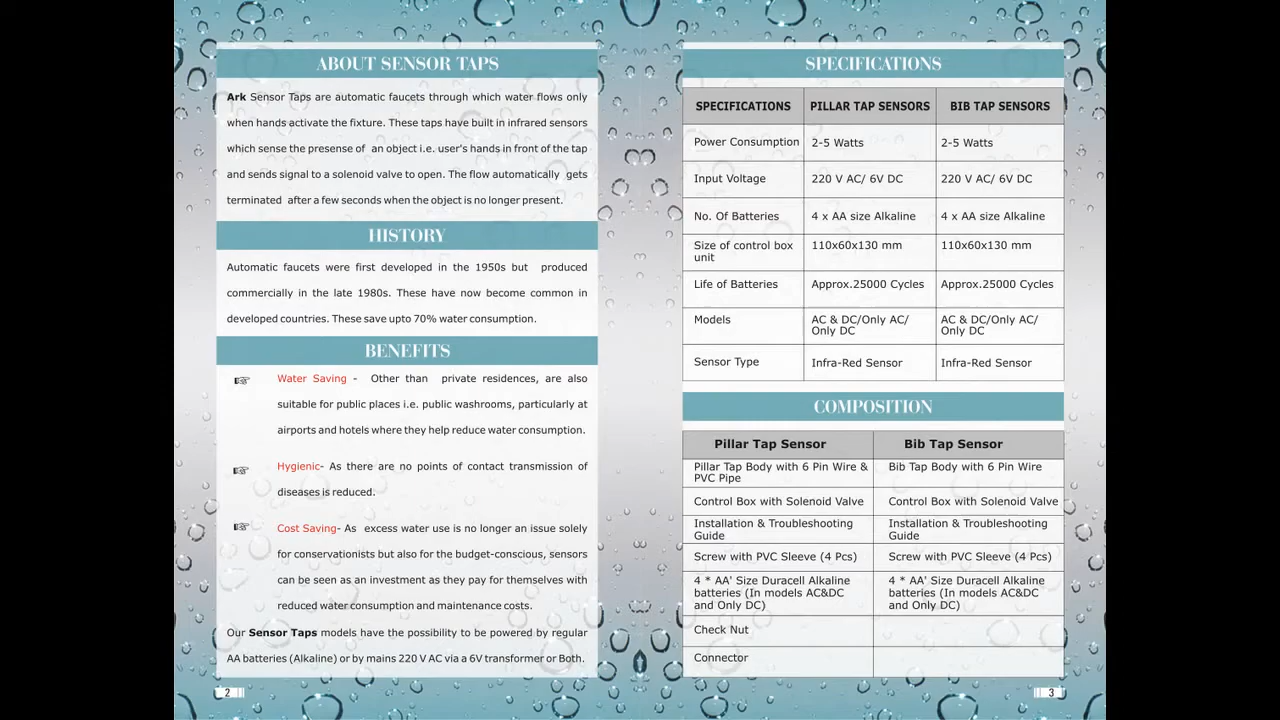 ABOUT SENSOR TAPS
Ark Sensor Taps are automatic faucets through which water flows only
when hands activate the fixture. These taps have built in infrared sensors
which sense the presense of an object i.e. user's hands in front of the tap
and sends signal to a solenoid valve to open. The flow automatically gets
terminated after a few seconds when the object is no longer present.
HISTORY
Automatic faucets were first developed in the 1950s but produced
commercially in the late 1980s. These have now become common in
developed countries. These save upto 70% water consumption.
BENEFITS
Water Saving - Other than private residences, are also
suitable for public places i.e. public washrooms, particularly at
airports and hotels where they help reduce water consumption.
Hygienic- As there are no points of contact transmission of
diseases is reduced.
Cost Saving- As excess water use is no longer an issue solely
for conservationists but also for the budget-conscious, sensors
can be seen as an investment as they pay for themselves with
reduced water consumption and maintenance costs.
Our Sensor Taps models have the possibility to be powered by regular
AA batteries (Alkaline) or by mains 220 V AC via a 6V transformer or Both.
2
SPECIFICATIONS
SPECIFICATIONS PILLAR TAP SENSORS BIB TAP SENSORS
Power Consumption 2-5 Watts 2-5 Watts
Input Voltage 220 V AC/ 6V DC 220 V AC/ 6V DC
No. Of Batteries 4 x AA size Alkaline 4 x AA size Alkaline
Size of control box 110x60x130 mm 110x60x130 mm
unit
Life of Batteries Approx.25000 Cycles Approx.25000 Cycles
Models AC & DC/Only AC/ AC & DC/Only AC/
Only DC Only DC
Sensor Type Infra-Red Sensor Infra-Red Sensor
COMPOSITION
Pillar Tap Sensor Bib Tap Sensor
Pillar Tap Body with 6 Pin Wire & Bib Tap Body with 6 Pin Wire
PVC Pipe
Control Box with Solenoid Valve Control Box with Solenoid Valve
Installation & Troubleshooting Installation & Troubleshooting
Guide Guide
Screw with PVC Sleeve (4 Pcs) Screw with PVC Sleeve (4 Pcs)
4 * AA' Size Duracell Alkaline 4 * AA' Size Duracell Alkaline
batteries (In models AC&DC batteries (In models AC&DC
and Only DC) and Only DC)
Check Nut
Connector
3